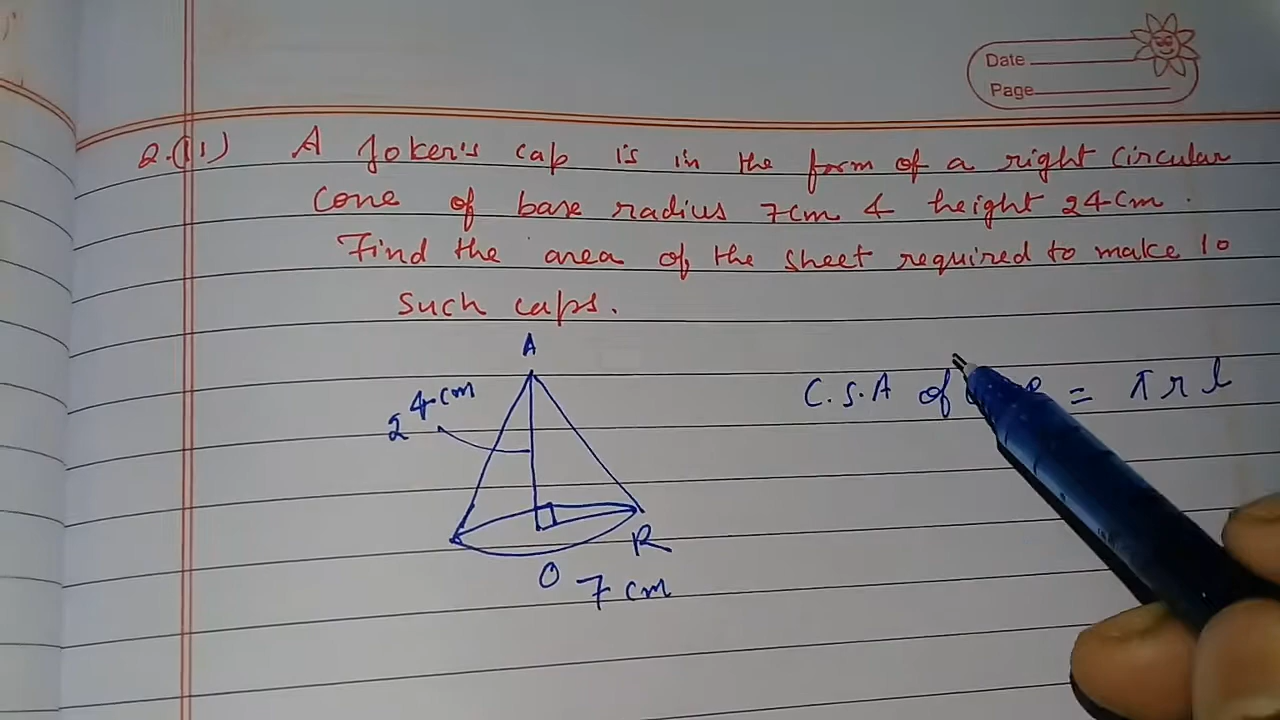 Date
Page
Q.(11) A Joker's cap is in the form of a right circular
cone of base radius 7cm & height 24cm.
Find the area of the sheet required to make 10
such caps.
A
24cm
C.S.A of = πrl
R
O 7cm